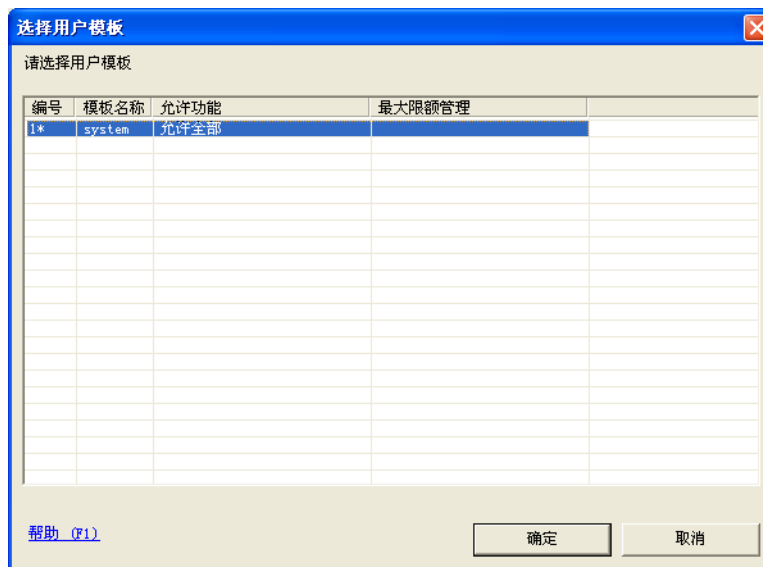 选择用户模板
请选择用户模板
编号 模板名称 允许功能 最大限额管理
1* system 允许全部
帮助 (F1) 确定 取消